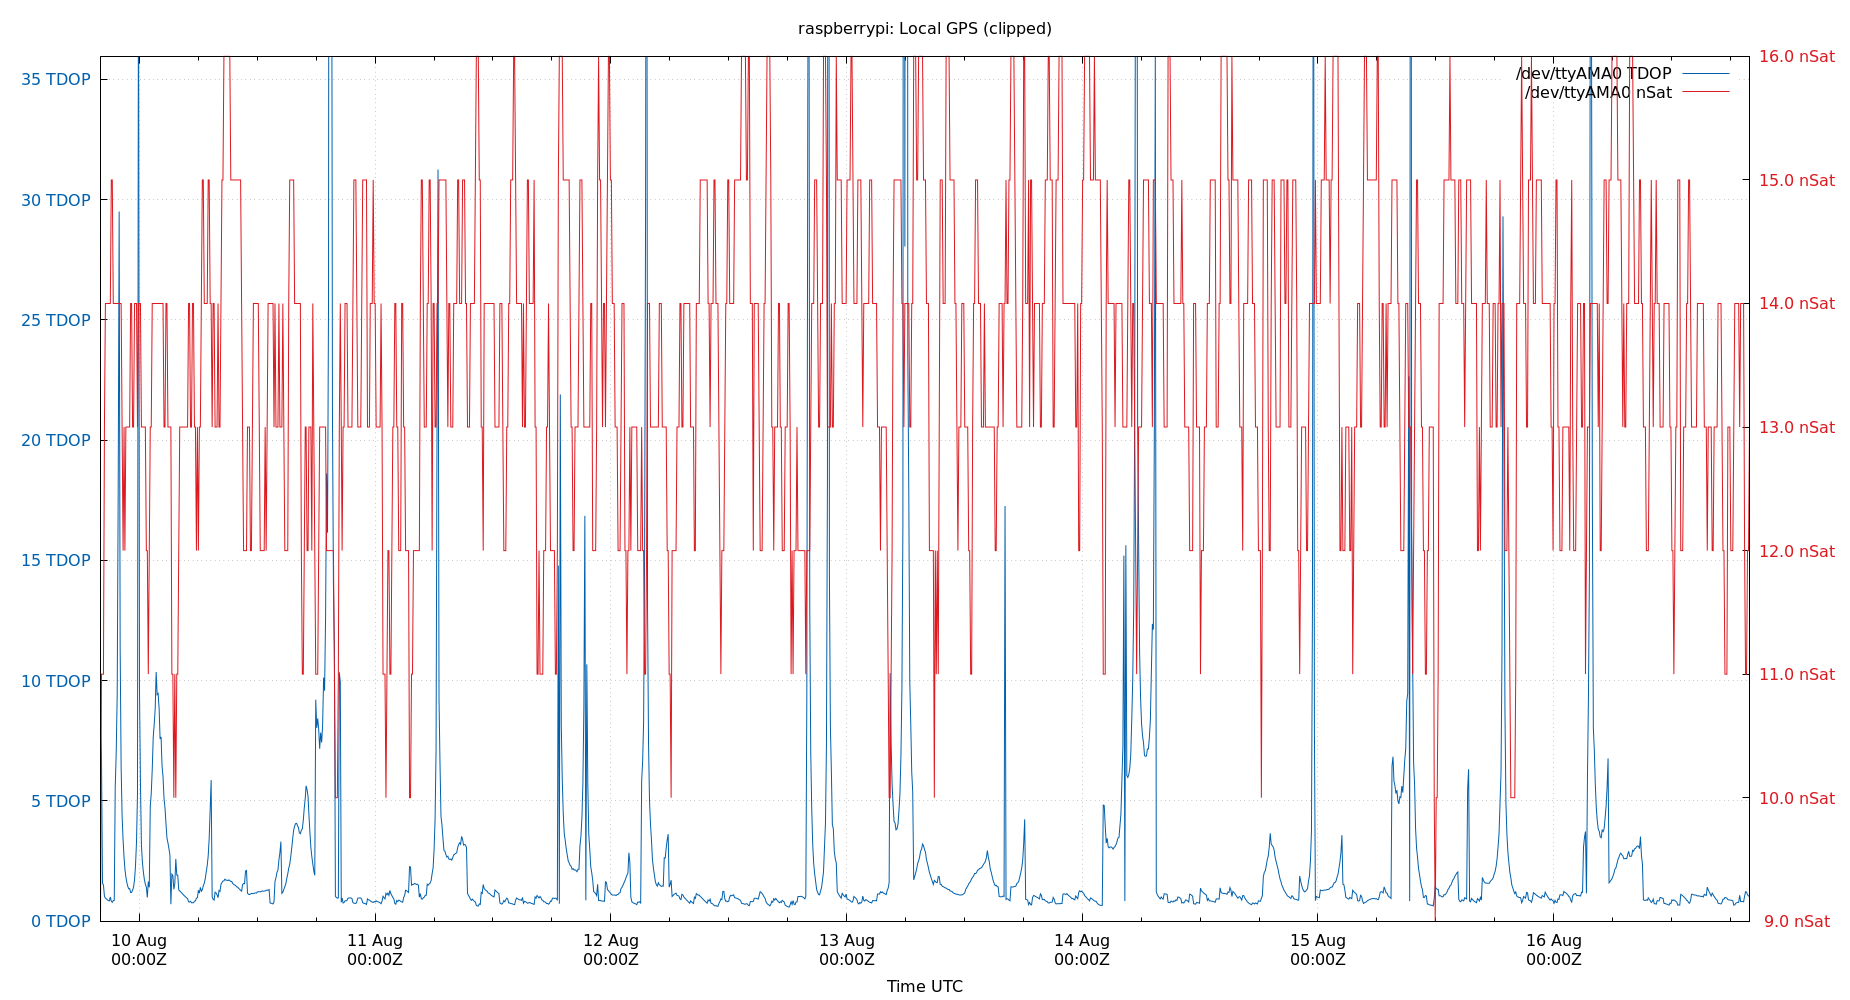 raspberrypi: Local GPS (clipped)
35 TDOP
30 TDOP
25 TDOP
20 TDOP
15 TDOP
10 TDOP
5 TDOP
0 TDOP
16.0 nSat
15.0 nSat
14.0 nSat
13.0 nSat
12.0 nSat
11.0 nSat
10.0 nSat
9.0 nSat
/dev/ttyAMA0 TDOP
/dev/ttyAMA0 nSat
10 Aug
00:00Z
11 Aug
00:00Z
12 Aug
00:00Z
13 Aug
00:00Z
14 Aug
00:00Z
15 Aug
00:00Z
16 Aug
00:00Z
Time UTC